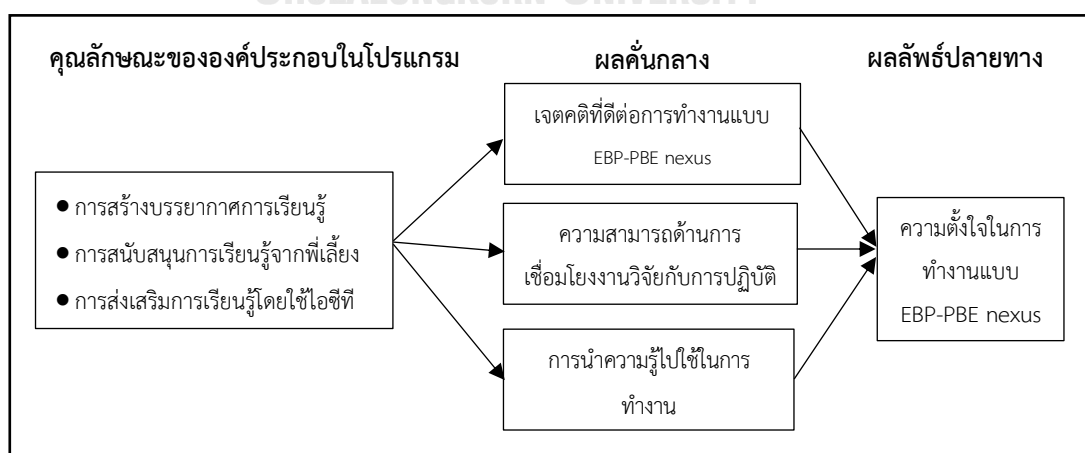 CHULALONGKORN UNIVERSITY
คุณลักษณะขององค์ประกอบในโปรแกรม
ผลคั่นกลาง
ผลลัพธ์ปลายทาง
● การสร้างบรรยากาศการเรียนรู้
● การสนับสนุนการเรียนรู้จากพี่เลี้ยง
● การส่งเสริมการเรียนรู้โดยใช้ไอซีที
เจตคติที่ดีต่อการทำงานแบบ
EBP-PBE nexus
ความสามารถด้านการ
เชื่อมโยงงานวิจัยกับการปฏิบัติ
การนำความรู้ไปใช้ในการ
ทำงาน
ความตั้งใจในการ
ทำงานแบบ
EBP-PBE nexus